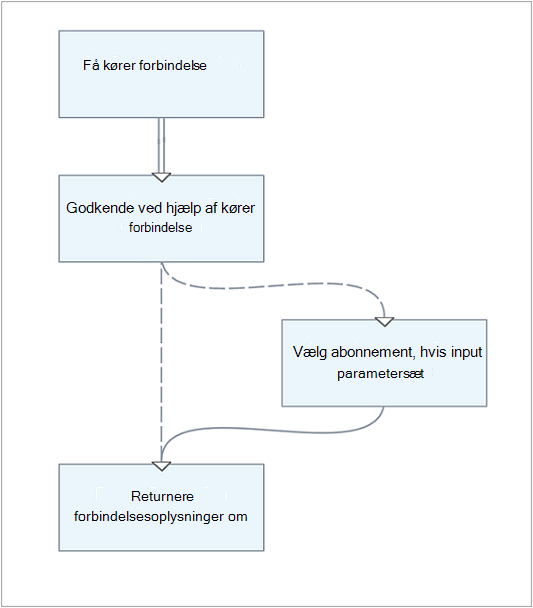 Få kører forbindelse
Godkende ved hjælp af kører
forbindelse
Vælg abonnement, hvis input
parametersæt
Returnere
forbindelsesoplysninger om